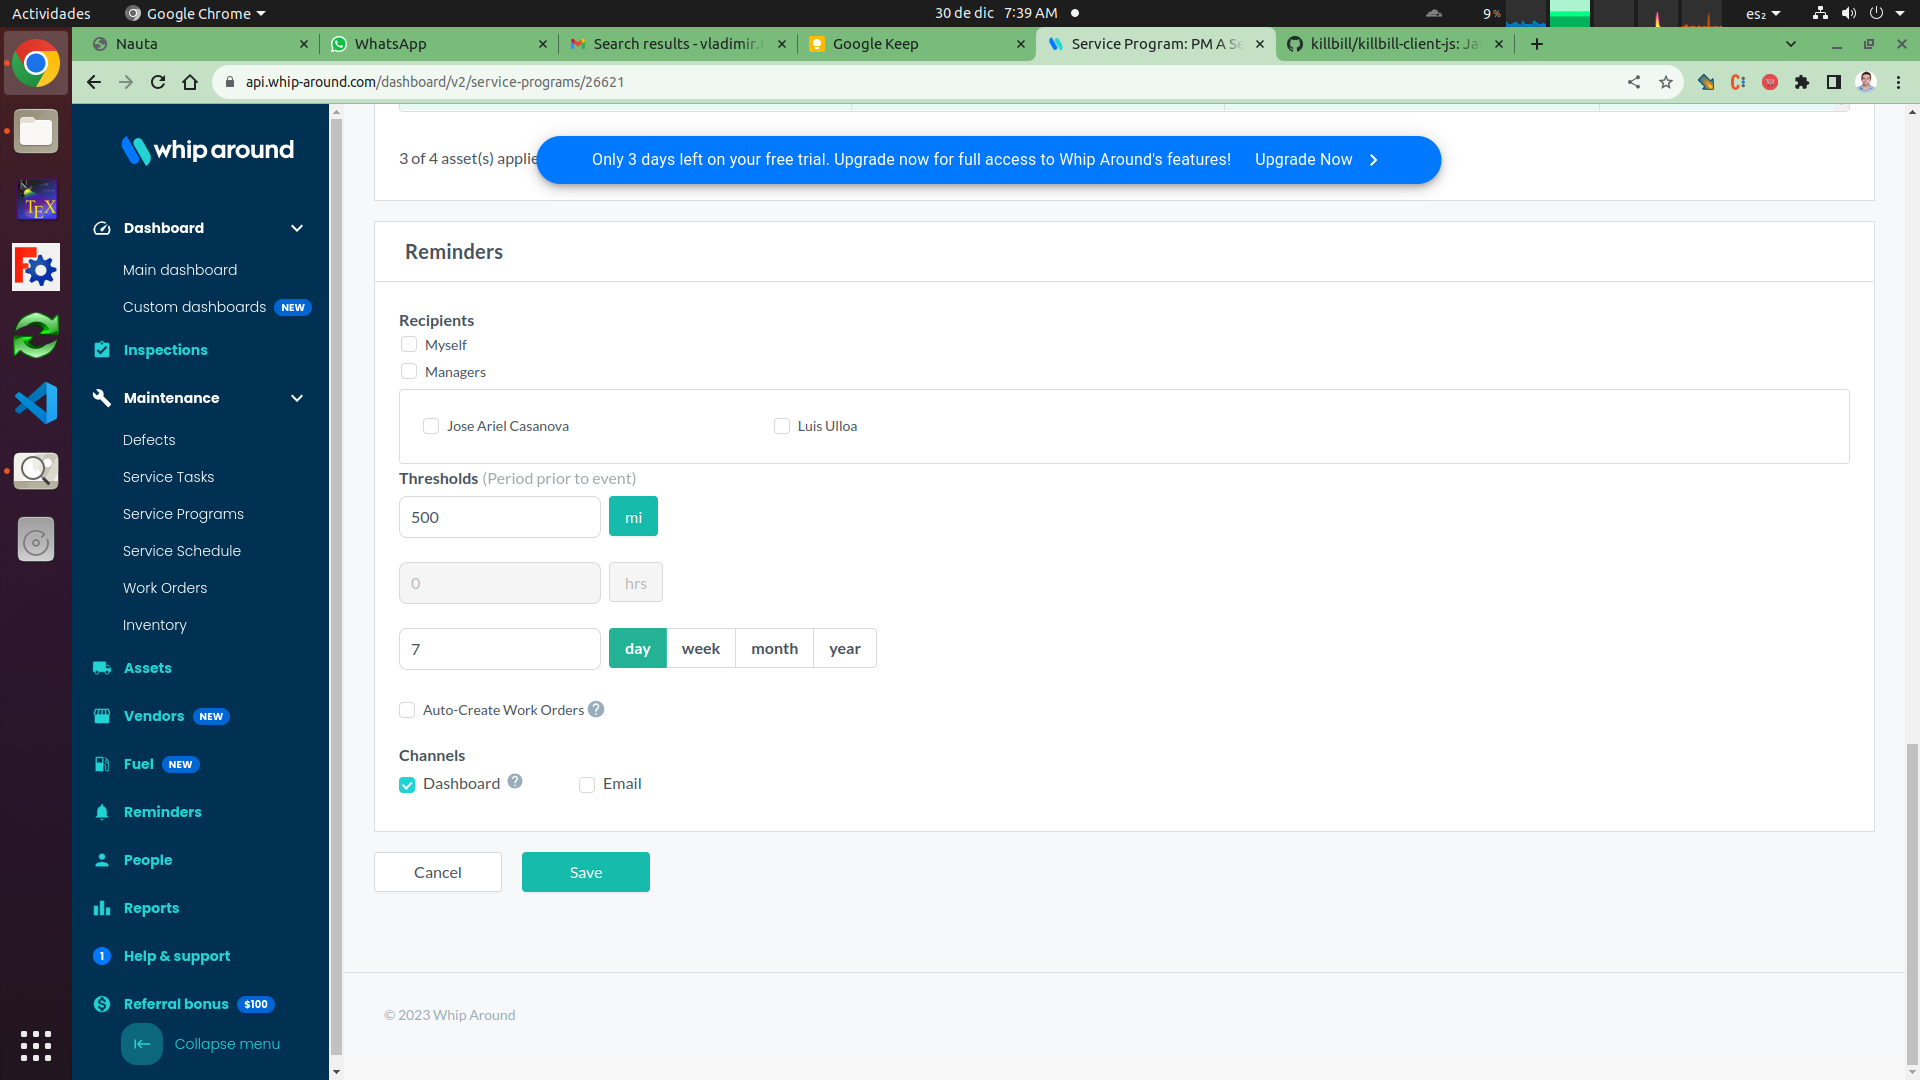 Actividades
Google Chrome
30 de dic 7:39 AM
9 %
es₂
Nauta
WhatsApp
Search results - vladimir.
Google Keep
Service Program: PM A Se
killbill/killbill-client-js: Ja
api.whip-around.com/dashboard/v2/service-programs/26621
whip around
Dashboard
Main dashboard
Custom dashboards NEW
Inspections
Maintenance
Defects
Service Tasks
Service Programs
Service Schedule
Work Orders
Inventory
Assets
Vendors NEW
Fuel NEW
Reminders
People
Reports
1 Help & support
Referral bonus $100
Collapse menu
3 of 4 asset(s) applie
Only 3 days left on your free trial. Upgrade now for full access to Whip Around's features! Upgrade Now
Reminders
Recipients
Myself
Managers
Jose Ariel Casanova
Luis Ulloa
Thresholds (Period prior to event)
500 mi
0 hrs
7 day week month year
Auto-Create Work Orders ?
Channels
Dashboard ? Email
Cancel Save
© 2023 Whip Around
TEX